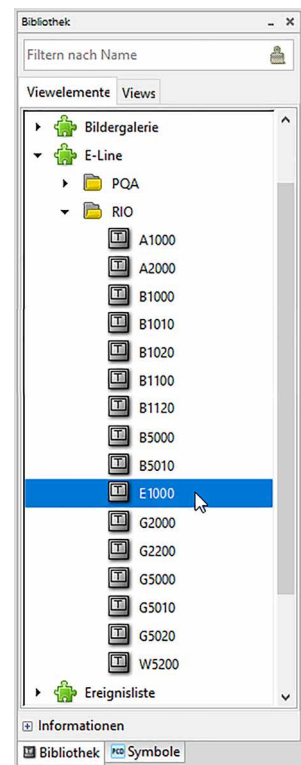 Bibliothek
Filtern nach Name
Viewelemente Views
Bildergalerie
E-Line
PQA
RIO
A1000
A2000
B1000
B1010
B1020
B1100
B1120
B5000
B5010
E1000
G2000
G2200
G5000
G5010
G5020
W5200
Ereignisliste
Informationen
Bibliothek PCD Symbole